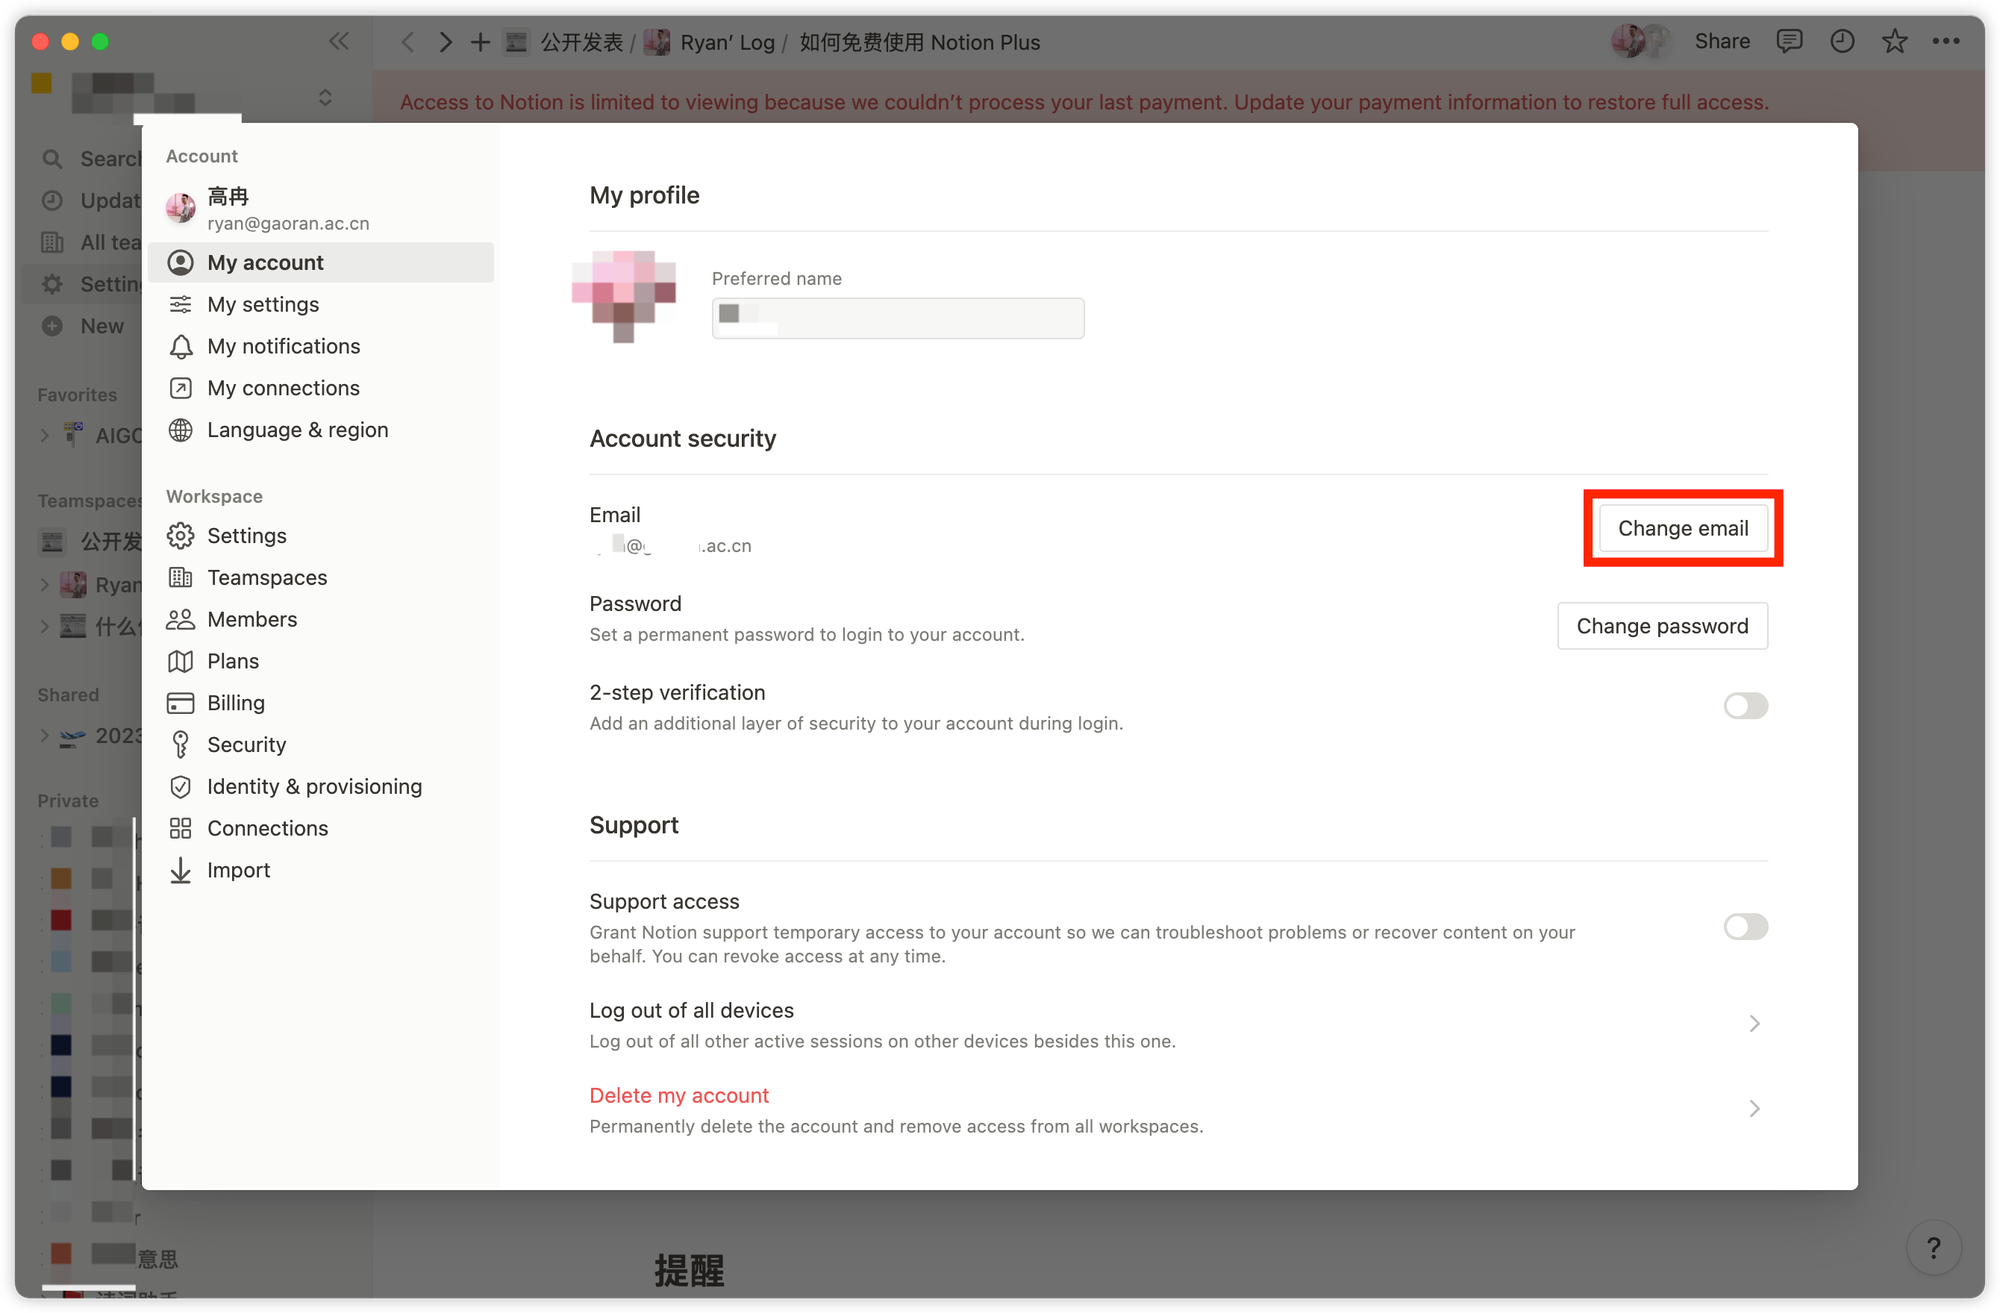 公开发表 / Ryan’ Log / 如何免费使用 Notion Plus
Share
Access to Notion is limited to viewing because we couldn’t process your last payment. Update your payment information to restore full access.
Search
Updat
All tea
Setting
New
Favorites
AIGC
Teamspaces
公开发
Ryan
什么
Shared
2023
Private
意思
Account
高冉
ryan@gaoran.ac.cn
My account
My settings
My notifications
My connections
Language & region
Workspace
Settings
Teamspaces
Members
Plans
Billing
Security
Identity & provisioning
Connections
Import
My profile
Preferred name
Account security
Email
.ac.cn
Change email
Password
Set a permanent password to login to your account.
Change password
2-step verification
Add an additional layer of security to your account during login.
Support
Support access
Grant Notion support temporary access to your account so we can troubleshoot problems or recover content on your
behalf. You can revoke access at any time.
Log out of all devices
Log out of all other active sessions on other devices besides this one.
Delete my account
Permanently delete the account and remove access from all workspaces.
提醒
?